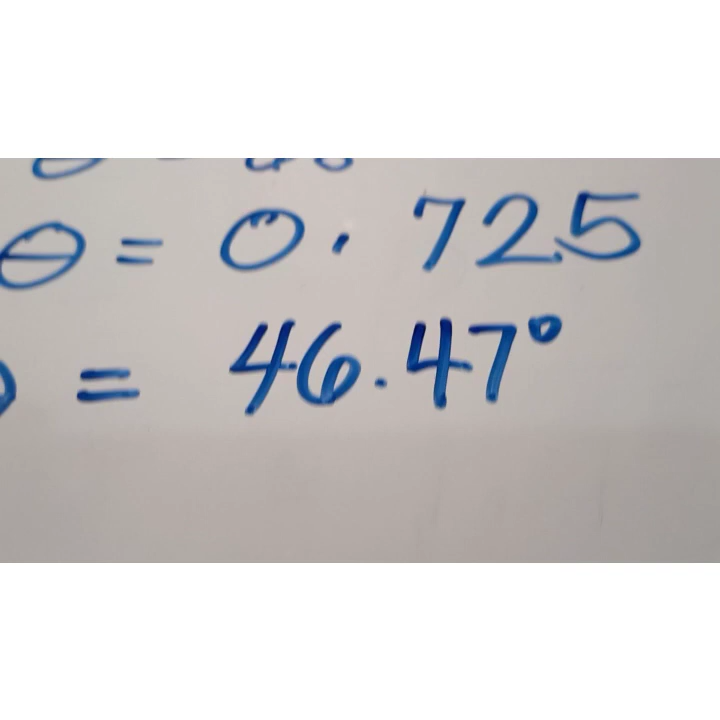 θ = 0.725
= 46.47°